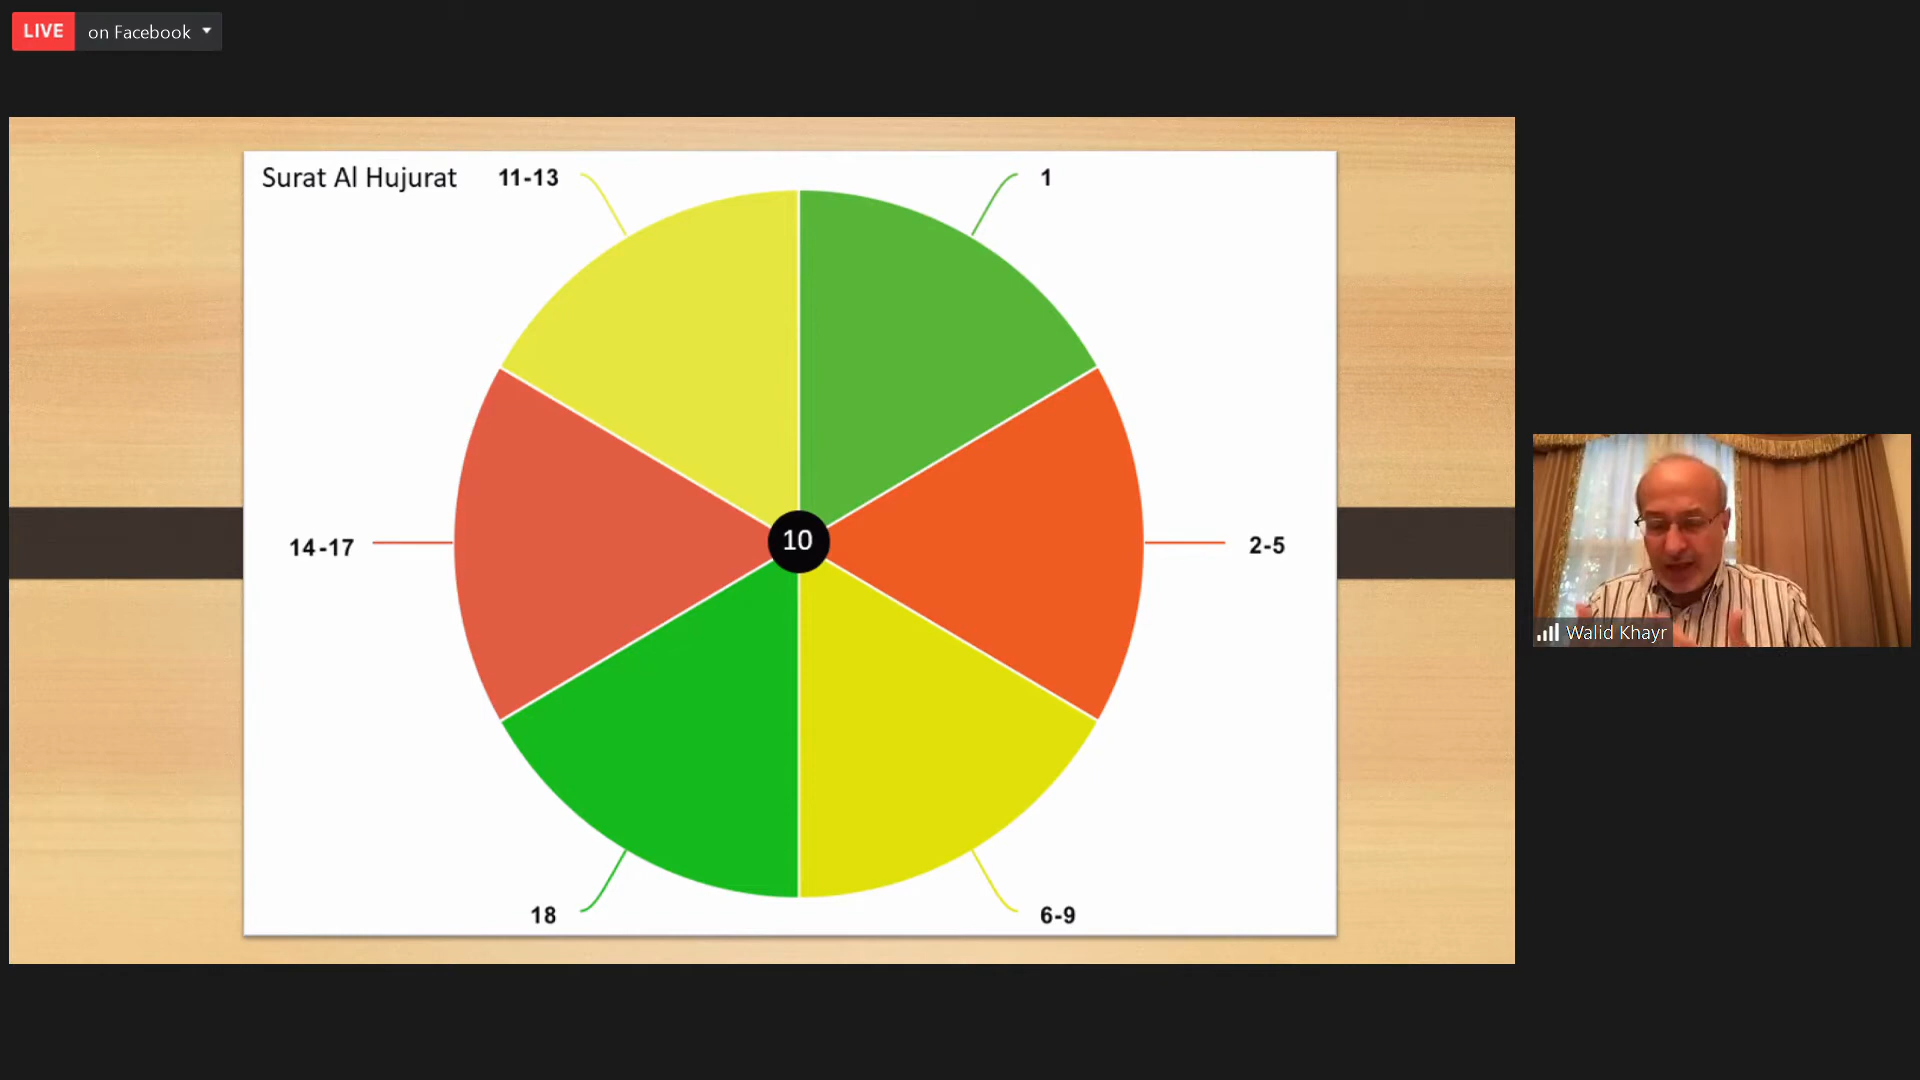 LIVE on Facebook
Surat Al Hujurat
11-13
1
14-17
10
2-5
18
6-9
Walid Khayr